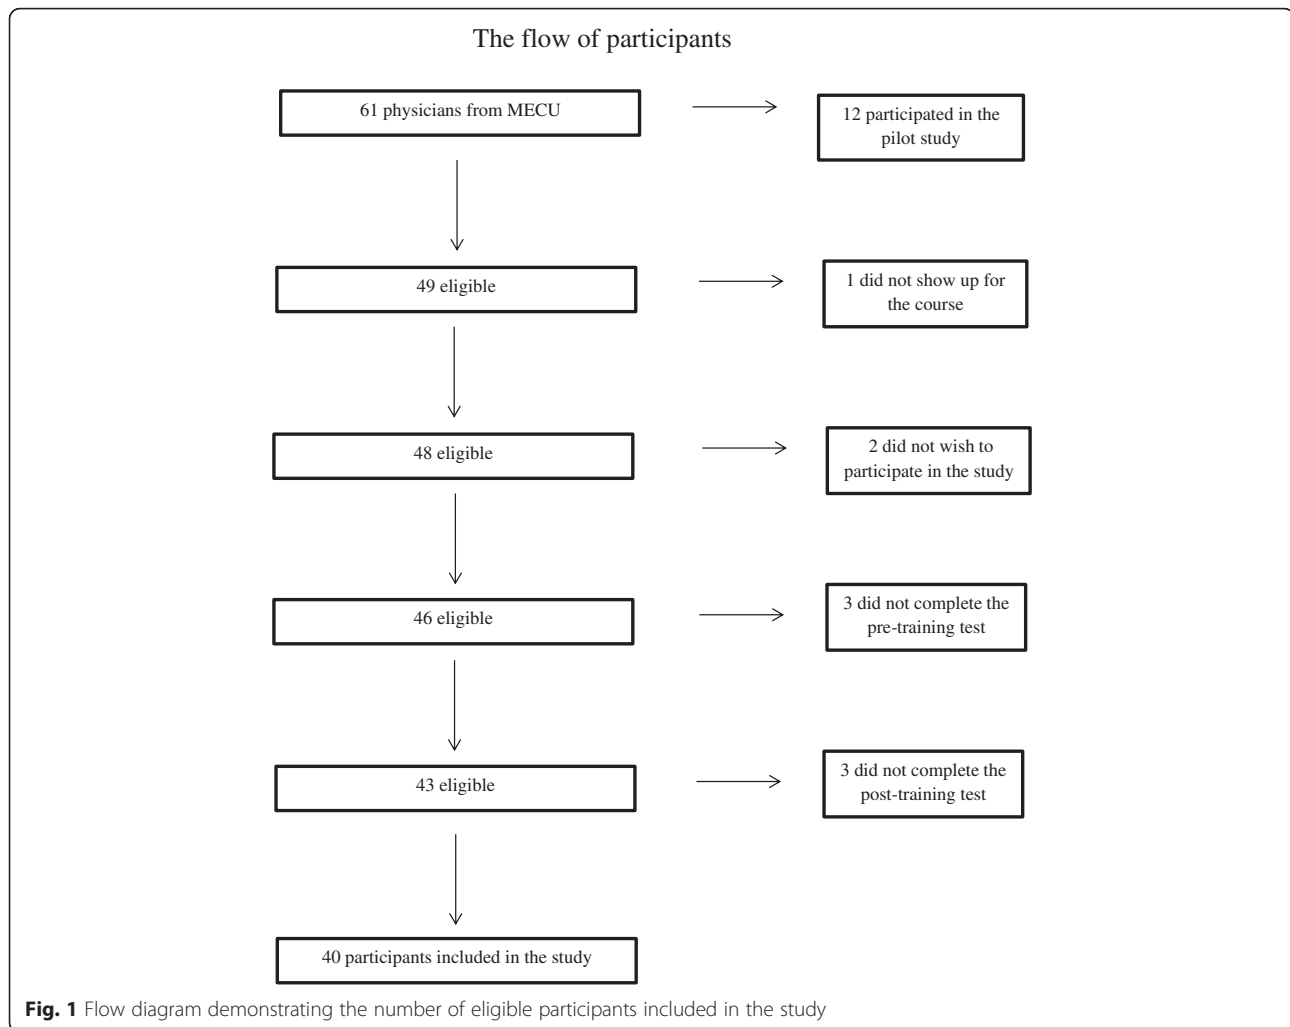 The flow of participants
61 physicians from MECU
12 participated in the
pilot study
49 eligible
1 did not show up for
the course
48 eligible
2 did not wish to
participate in the study
46 eligible
3 did not complete the
pre-training test
43 eligible
3 did not complete the
post-training test
40 participants included in the study
Fig. 1 Flow diagram demonstrating the number of eligible participants included in the study